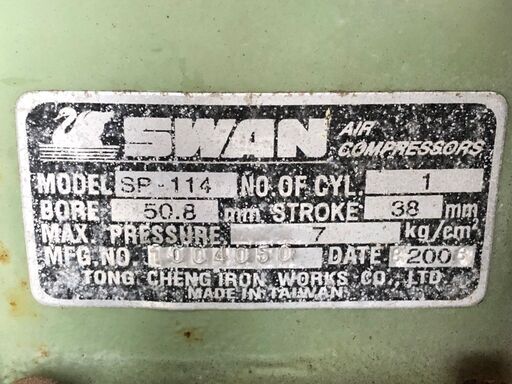 SWAN AIR COMPRESSORS
MODEL SP-114 NO OF CYL. 1
BORE 50.8 mm STROKE 38 mm
MAX PRESSURE 7 kg/cm²
MFG NO 1004050 DATE
TONG CHENG IRON WORKS CO., LTD
MADE IN TAIWAN